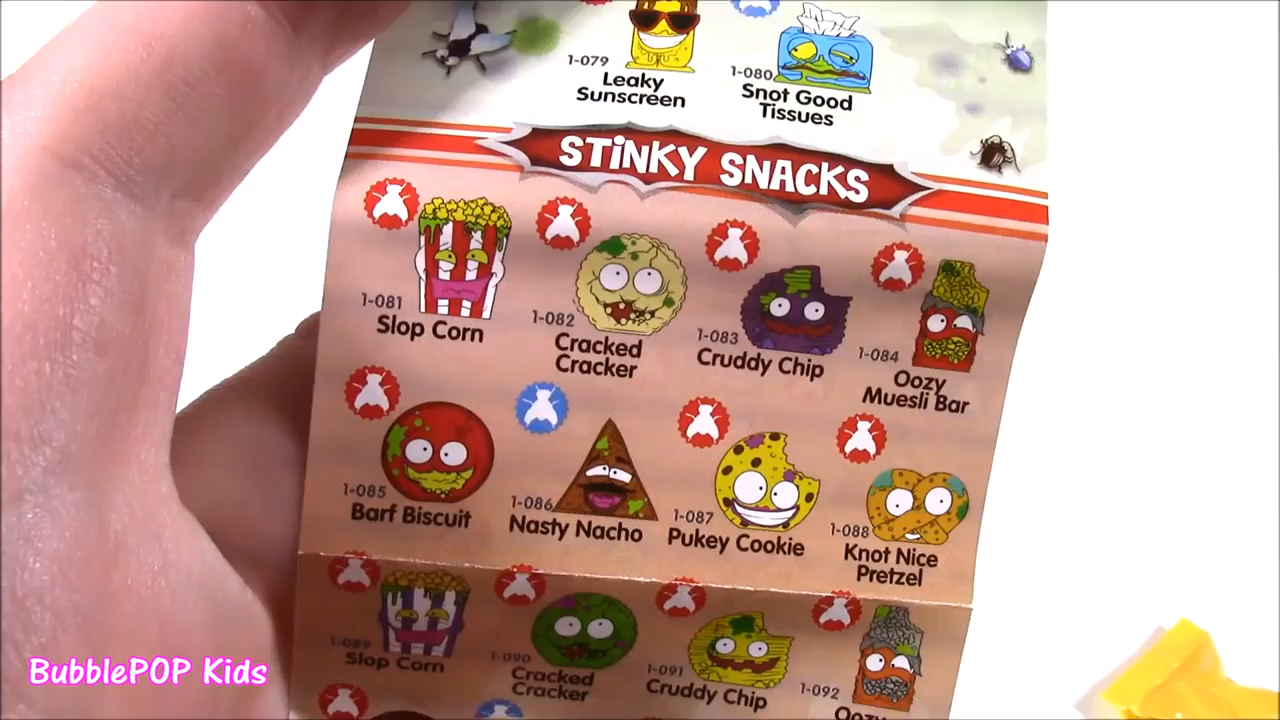 1-079
Leaky
Sunscreen
1-080
Snot Good
Tissues
STiNKY SNACKS
1-081
Slop Corn
1-082
Cracked
Cracker
1-083
Cruddy Chip
1-084
Oozy
Muesli Bar
1-085
Barf Biscuit
1-086
Nasty Nacho
1-087
Pukey Cookie
1-088
Knot Nice
Pretzel
1-089
Slop Corn
1-090
Cracked
Cracker
1-091
Cruddy Chip
1-092
Oozy
BubblePOP Kids